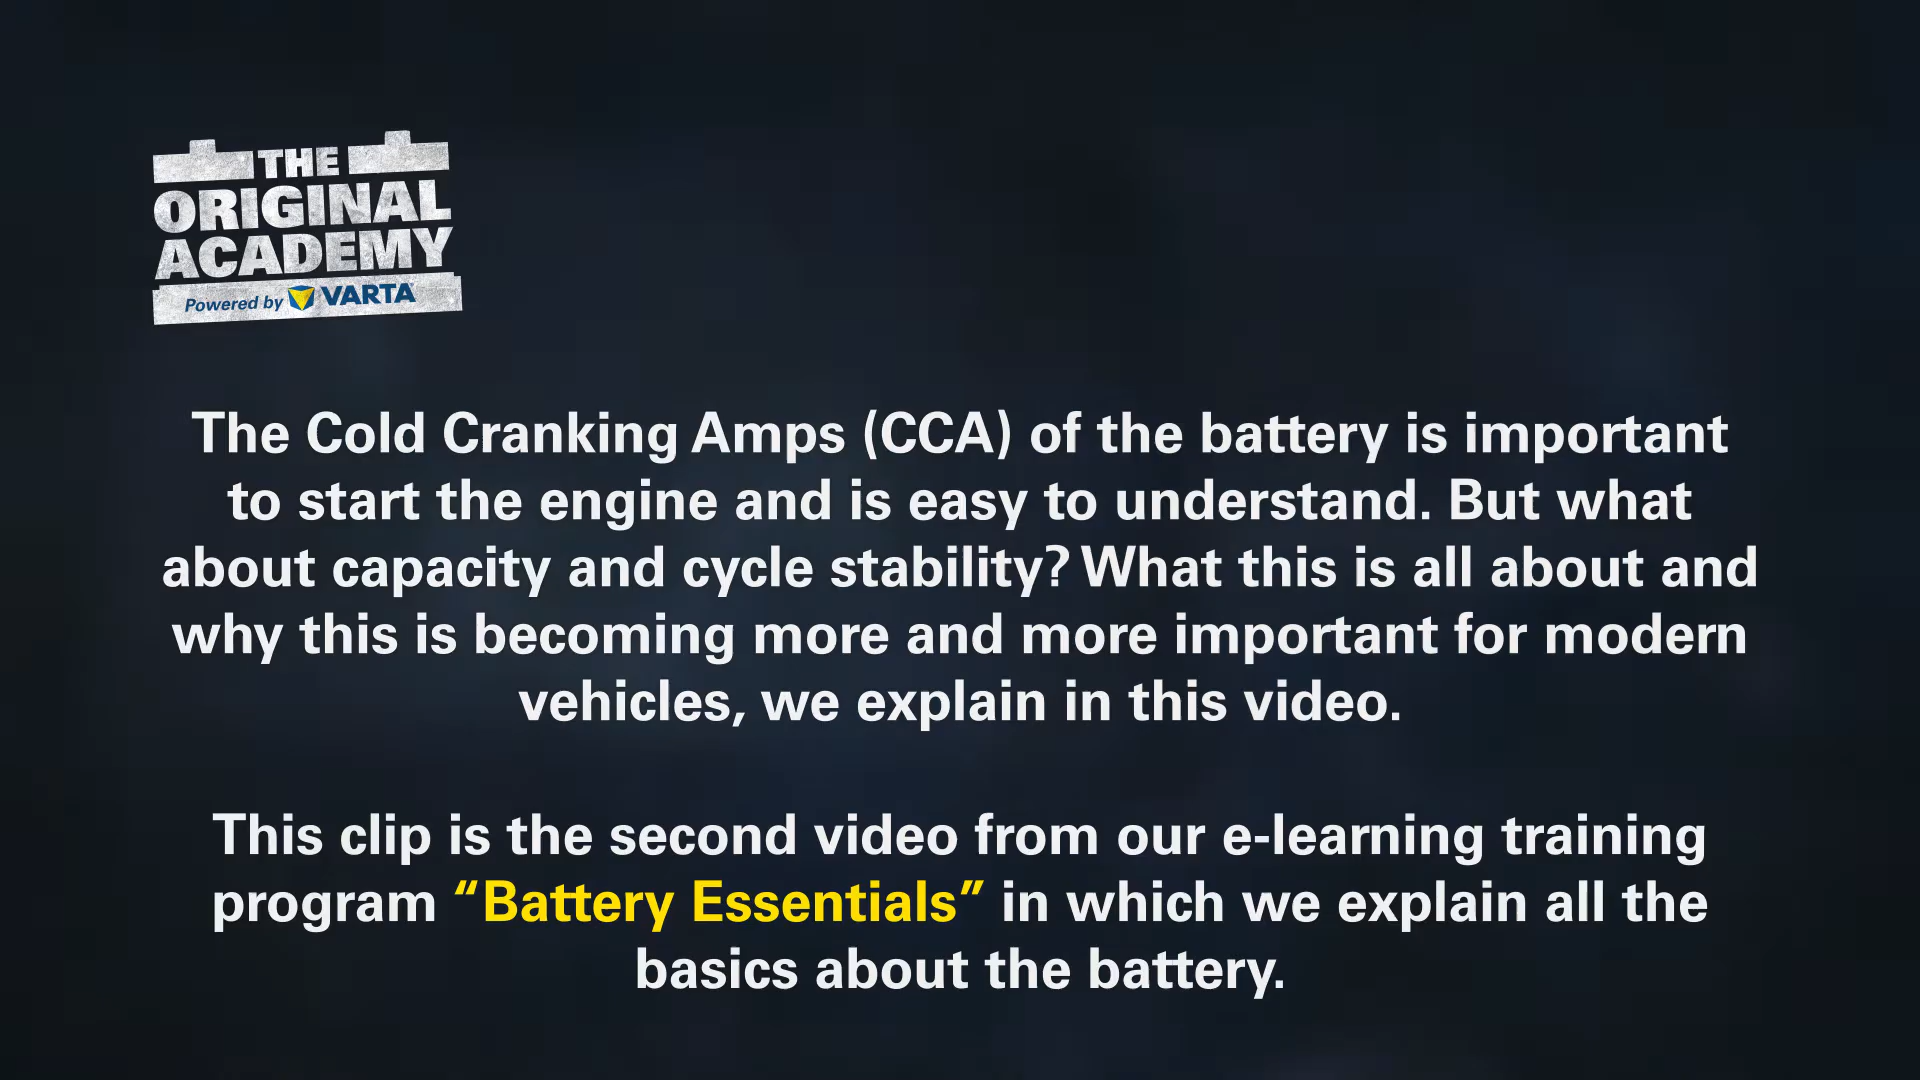 THE
ORIGINAL
ACADEMY
Powered by VARTA
The Cold Cranking Amps (CCA) of the battery is important
to start the engine and is easy to understand. But what
about capacity and cycle stability? What this is all about and
why this is becoming more and more important for modern
vehicles, we explain in this video.
This clip is the second video from our e-learning training
program “Battery Essentials” in which we explain all the
basics about the battery.